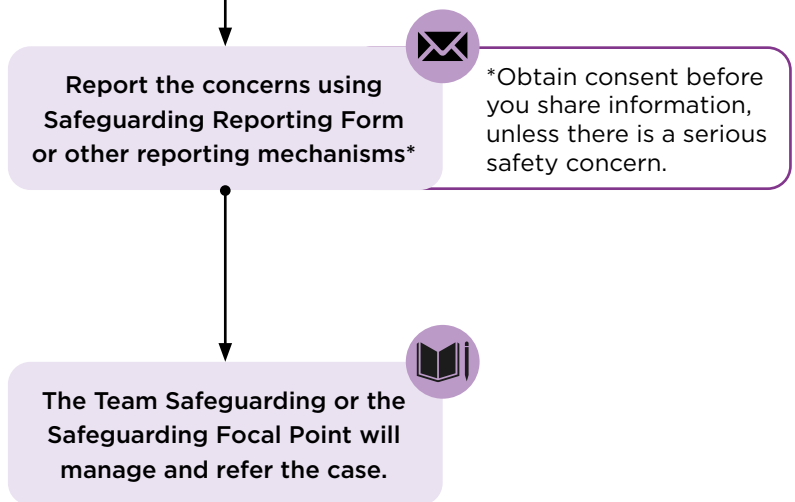 Report the concerns using
Safeguarding Reporting Form
or other reporting mechanisms*
*Obtain consent before
you share information,
unless there is a serious
safety concern.
The Team Safeguarding or the
Safeguarding Focal Point will
manage and refer the case.